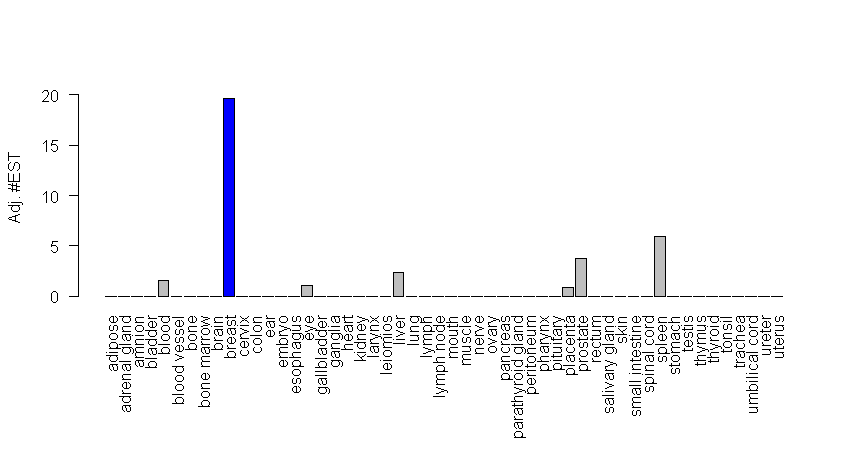 20
15
10
5
0
Adj. #EST
adipose
adrenal gland
amnion
bladder
blood
blood vessel
bone
bone marrow
brain
breast
cervix
colon
ear
embryo
esophagus
eye
gallbladder
ganglia
heart
kidney
larynx
leiomios
liver
lung
lymph
lymph node
mouth
muscle
nerve
ovary
pancreas
parathyroid gland
peritoneum
pharynx
pituitary
placenta
prostate
rectum
salivary gland
skin
small intestine
spinal cord
spleen
stomach
testis
thymus
thyroid
tonsil
trachea
umbilical cord
ureter
uterus